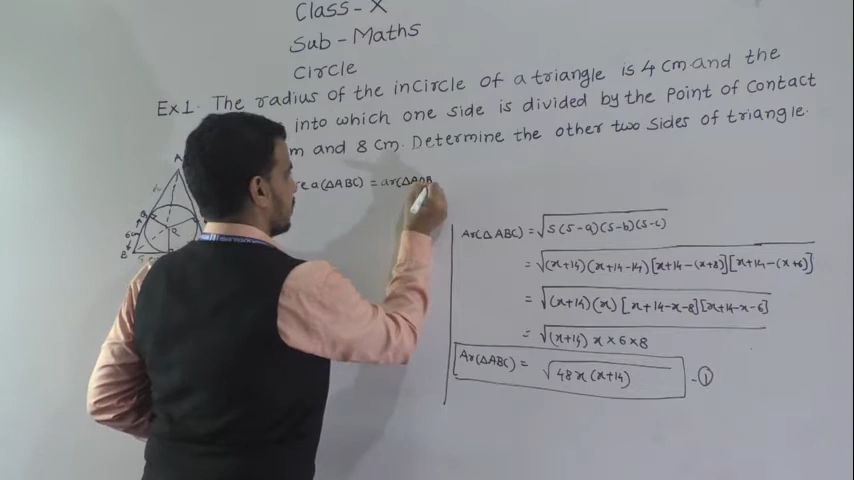 Class-X
Sub-Maths
Circle
Ex1. The radius of the incircle of a triangle is 4 cm and the
into which one side is divided by the Point of Contact
m and 8 cm. Determine the other two sides of triangle.
A
rea(ΔABC) = ar(ΔAOB
x
6cm
B
Ar(ΔABC) = √s(s-a)(s-b)(s-c)
= √(x+14)(x+14-14)[x+14-(x+8)][x+14-(x+6)]
= √(x+14)(x)[x+14-x-8][x+14-x-6]
= √(x+14)x×6×8
Ar(ΔABC) = √48x(x+14) -①